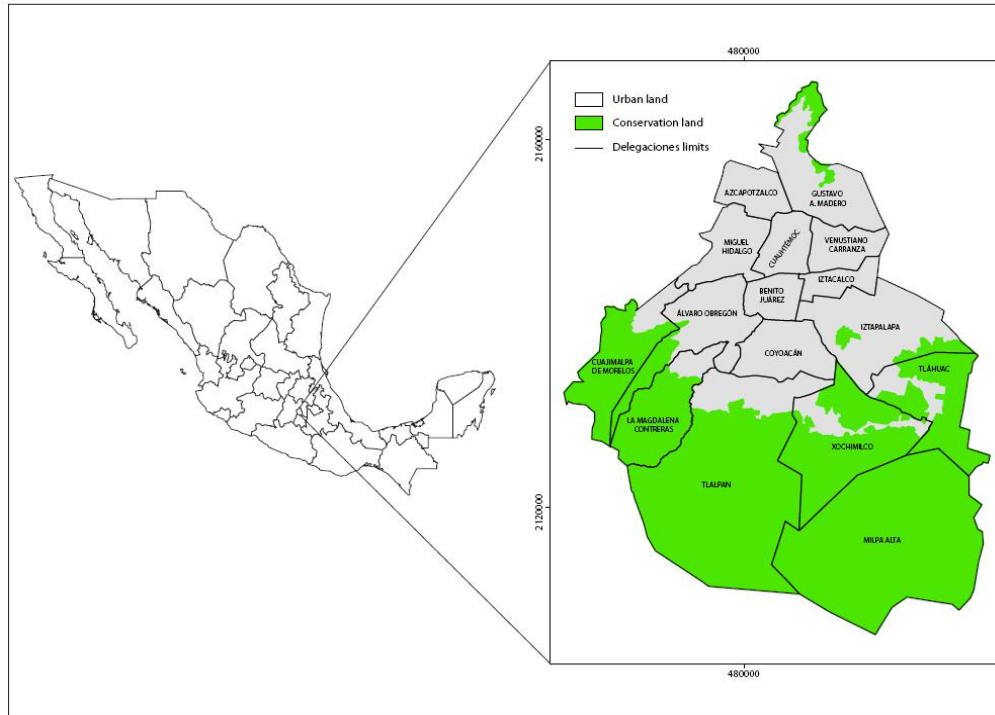 480000
Urban land
Conservation land
Delegaciones limits
2160000
AZCAPOTZALCO
GUSTAVO
A. MADERO
MIGUEL
HIDALGO
CUAUHTÉMOC
VENUSTIANO
CARRANZA
IZTACALCO
BENITO
JUÁREZ
ÁLVARO OBREGÓN
IZTAPALAPA
COYOACÁN
CUAJIMALPA
DE MORELOS
TLÁHUAC
LA MAGDALENA
CONTRERAS
XOCHIMILCO
TLALPAN
2120000
MILPA ALTA
480000